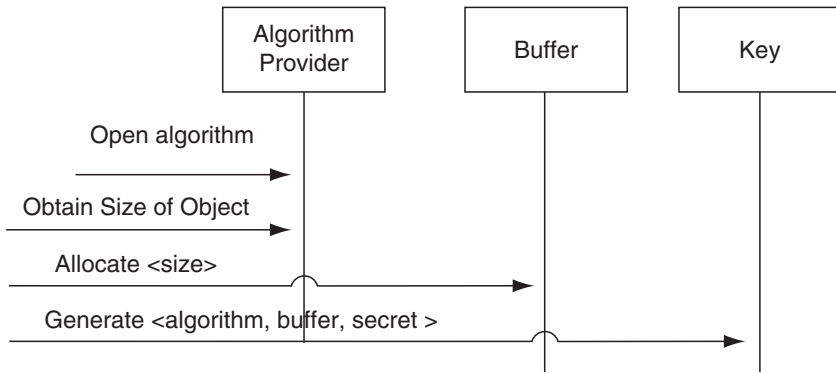 Algorithm
Provider
Buffer
Key
Open algorithm
Obtain Size of Object
Allocate <size>
Generate <algorithm, buffer, secret >